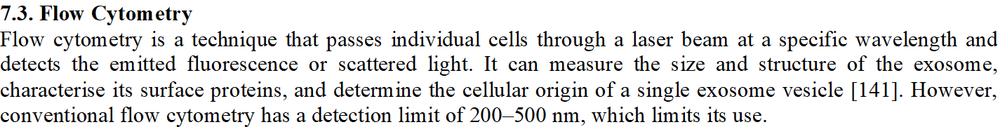 7.3. Flow Cytometry
Flow cytometry is a technique that passes individual cells through a laser beam at a specific wavelength and
detects the emitted fluorescence or scattered light. It can measure the size and structure of the exosome,
characterise its surface proteins, and determine the cellular origin of a single exosome vesicle [141]. However,
conventional flow cytometry has a detection limit of 200–500 nm, which limits its use.